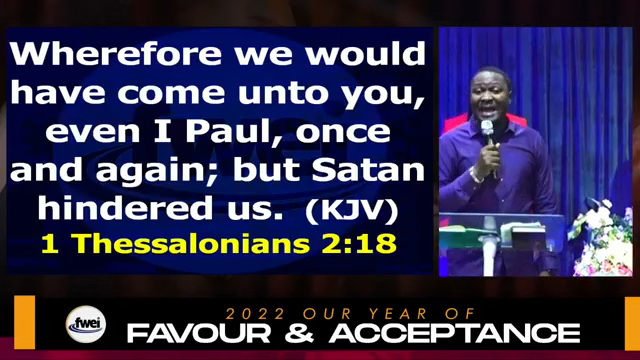 Wherefore we would
have come unto you,
even I Paul, once
and again; but Satan
hindered us. (KJV)
1 Thessalonians 2:18
fwei
2022 OUR YEAR OF
fwei
FAVOUR & ACCEPTANCE